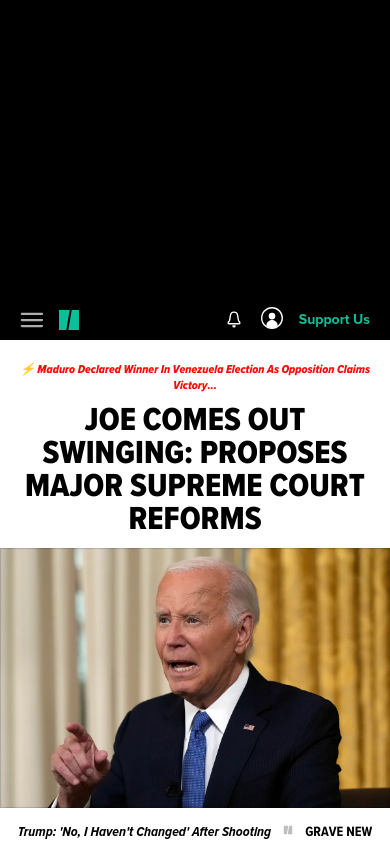 Support Us
⚡ Maduro Declared Winner In Venezuela Election As Opposition Claims
Victory...
JOE COMES OUT
SWINGING: PROPOSES
MAJOR SUPREME COURT
REFORMS
Trump: 'No, I Haven't Changed' After Shooting GRAVE NEW